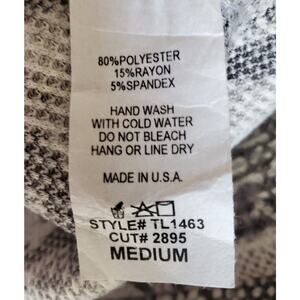 80%POLYESTER
15%RAYON
5%SPANDEX
HAND WASH
WITH COLD WATER
DO NOT BLEACH
HANG OR LINE DRY
MADE IN U.S.A.
STYLE# TL1463
CUT# 2895
MEDIUM